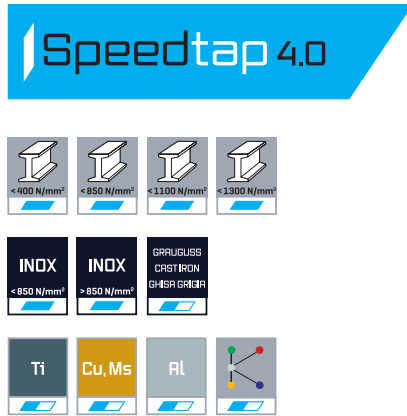 Speedtap 4.0
<400 N/mm² <850 N/mm² <1100 N/mm² <1300 N/mm²
INOX INOX GRAUGUSS
CAST IRON
<850 N/mm² >850 N/mm² GHISA GRIGIA
Ti Cu, Ms Al